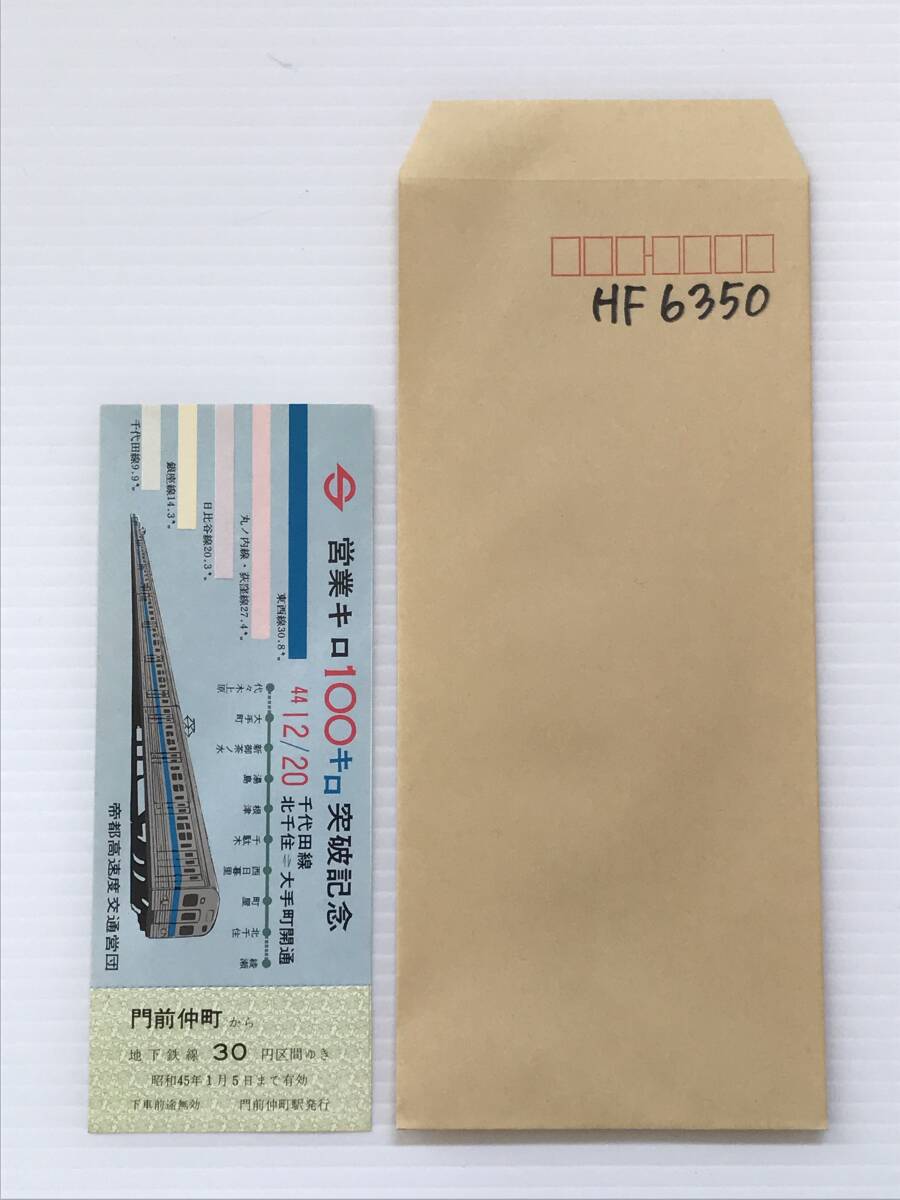 HF 6350
営業キロ100キロ突破記念
44 12/20
千代田線
北千住⇌大手町開通
東西線30.8㌔
丸ノ内線・荻窪線27.4㌔
日比谷線20.3㌔
銀座線14.3㌔
千代田線9.9㌔
代々木上原
大手町
新御茶ノ水
湯島
根津
千駄木
西日暮里
町屋
北千住
綾瀬
帝都高速度交通営団
門前仲町から
地下鉄線 30 円区間ゆき
昭和45年1月5日まで有効
下車前途無効 門前仲町駅発行